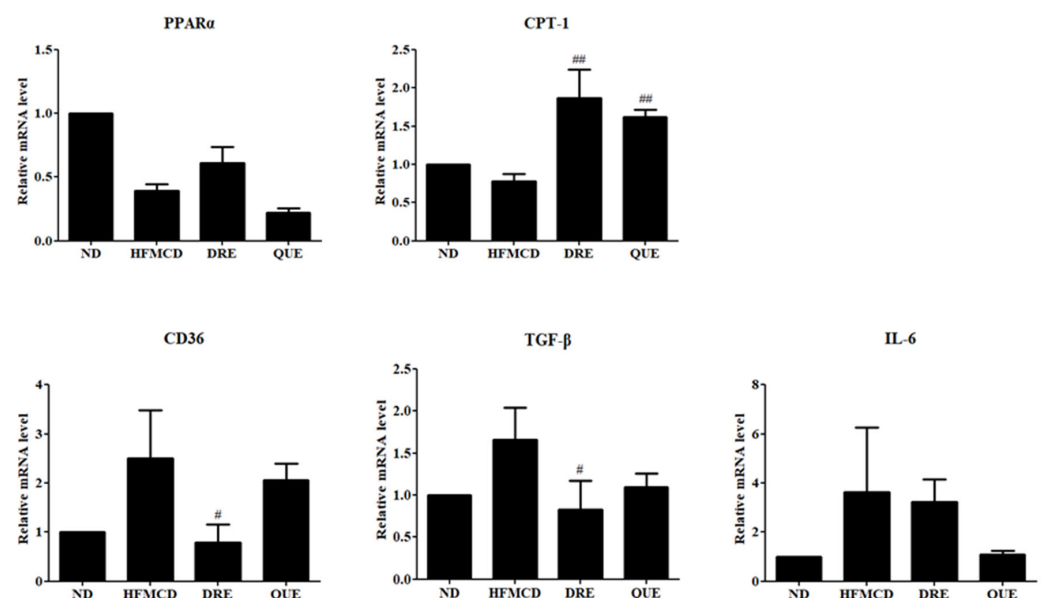 PPARα
Relative mRNA level
1.5
1.0
0.5
0.0
ND HFMCD DRE QUE
CPT-1
Relative mRNA level
2.5
2.0
1.5
1.0
0.5
0.0
##
##
ND HFMCD DRE QUE
CD36
Relative mRNA level
4
3
2
1
0
#
ND HFMCD DRE QUE
TGF-β
Relative mRNA level
2.5
2.0
1.5
1.0
0.5
0.0
#
ND HFMCD DRE QUE
IL-6
Relative mRNA level
8
6
4
2
0
ND HFMCD DRE QUE